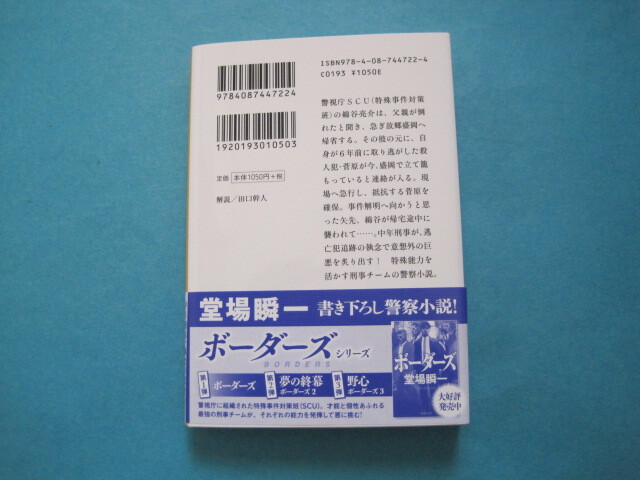 9784087447224
1920193010503
定価 本体1050円+税
解説/田口幹人
ISBN978-4-08-744722-4
C0193 ¥1050E
警視庁SCU(特殊事件対策
班)の綿谷亮介は、父親が倒
れたと聞き、急ぎ故郷盛岡へ
帰省する。その彼の元に、自
身が6年前に取り逃がした殺
人犯・菅原が今、盛岡で立て籠
もっていると連絡が入る。現
場へ急行し、抵抗する菅原を
確保。事件解明へ向かうと思
った矢先、綿谷が帰宅途中に
襲われて……。中年刑事が、逃
亡犯追跡の執念で意想外の巨
悪を炙り出す! 特殊能力を
活かす刑事チームの警察小説。
堂場瞬一 書き下ろし警察小説!
ボーダーズシリーズ
BORDERS
第1弾 ボーダーズ
第2弾 夢の終幕 ボーダーズ2
第3弾 野心 ボーダーズ3
警視庁に組織された特殊事件対策班(SCU)。才能と個性あふれる
最強の刑事チームが、それぞれの能力を発揮して悪に挑む!
ボーダーズ
堂場瞬一
大好評
発売中